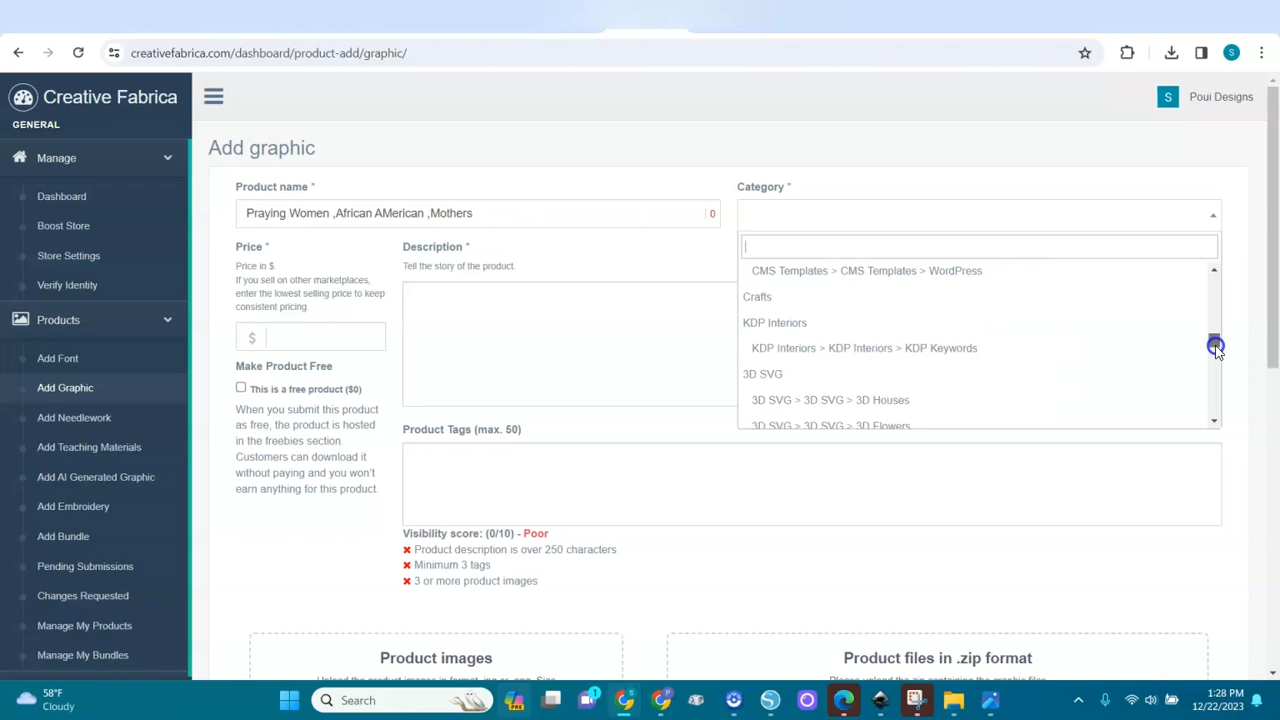 creativefabrica.com/dashboard/product-add/graphic/
S
Creative Fabrica
S Poui Designs
GENERAL
Manage
Dashboard
Boost Store
Store Settings
Verify Identity
Products
Add Font
Add Graphic
Add Needlework
Add Teaching Materials
Add AI Generated Graphic
Add Embroidery
Add Bundle
Pending Submissions
Changes Requested
Manage My Products
Manage My Bundles
Add graphic
Product name *
Praying Women ,African AMerican ,Mothers 0
Category *
CMS Templates > CMS Templates > WordPress
Crafts
KDP Interiors
KDP Interiors > KDP Interiors > KDP Keywords
3D SVG
3D SVG > 3D SVG > 3D Houses
3D SVG > 3D SVG > 3D Flowers
Price *
Price in $.
If you sell on other marketplaces,
enter the lowest selling price to keep
consistent pricing.
$
Make Product Free
This is a free product ($0)
When you submit this product
as free, the product is hosted
in the freebies section.
Customers can download it
without paying and you won't
earn anything for this product.
Description *
Tell the story of the product.
Product Tags (max. 50)
Visibility score: (0/10) - Poor
Product description is over 250 characters
Minimum 3 tags
3 or more product images
Product images
Product files in .zip format
58°F
Cloudy
Search
1:28 PM
12/22/2023